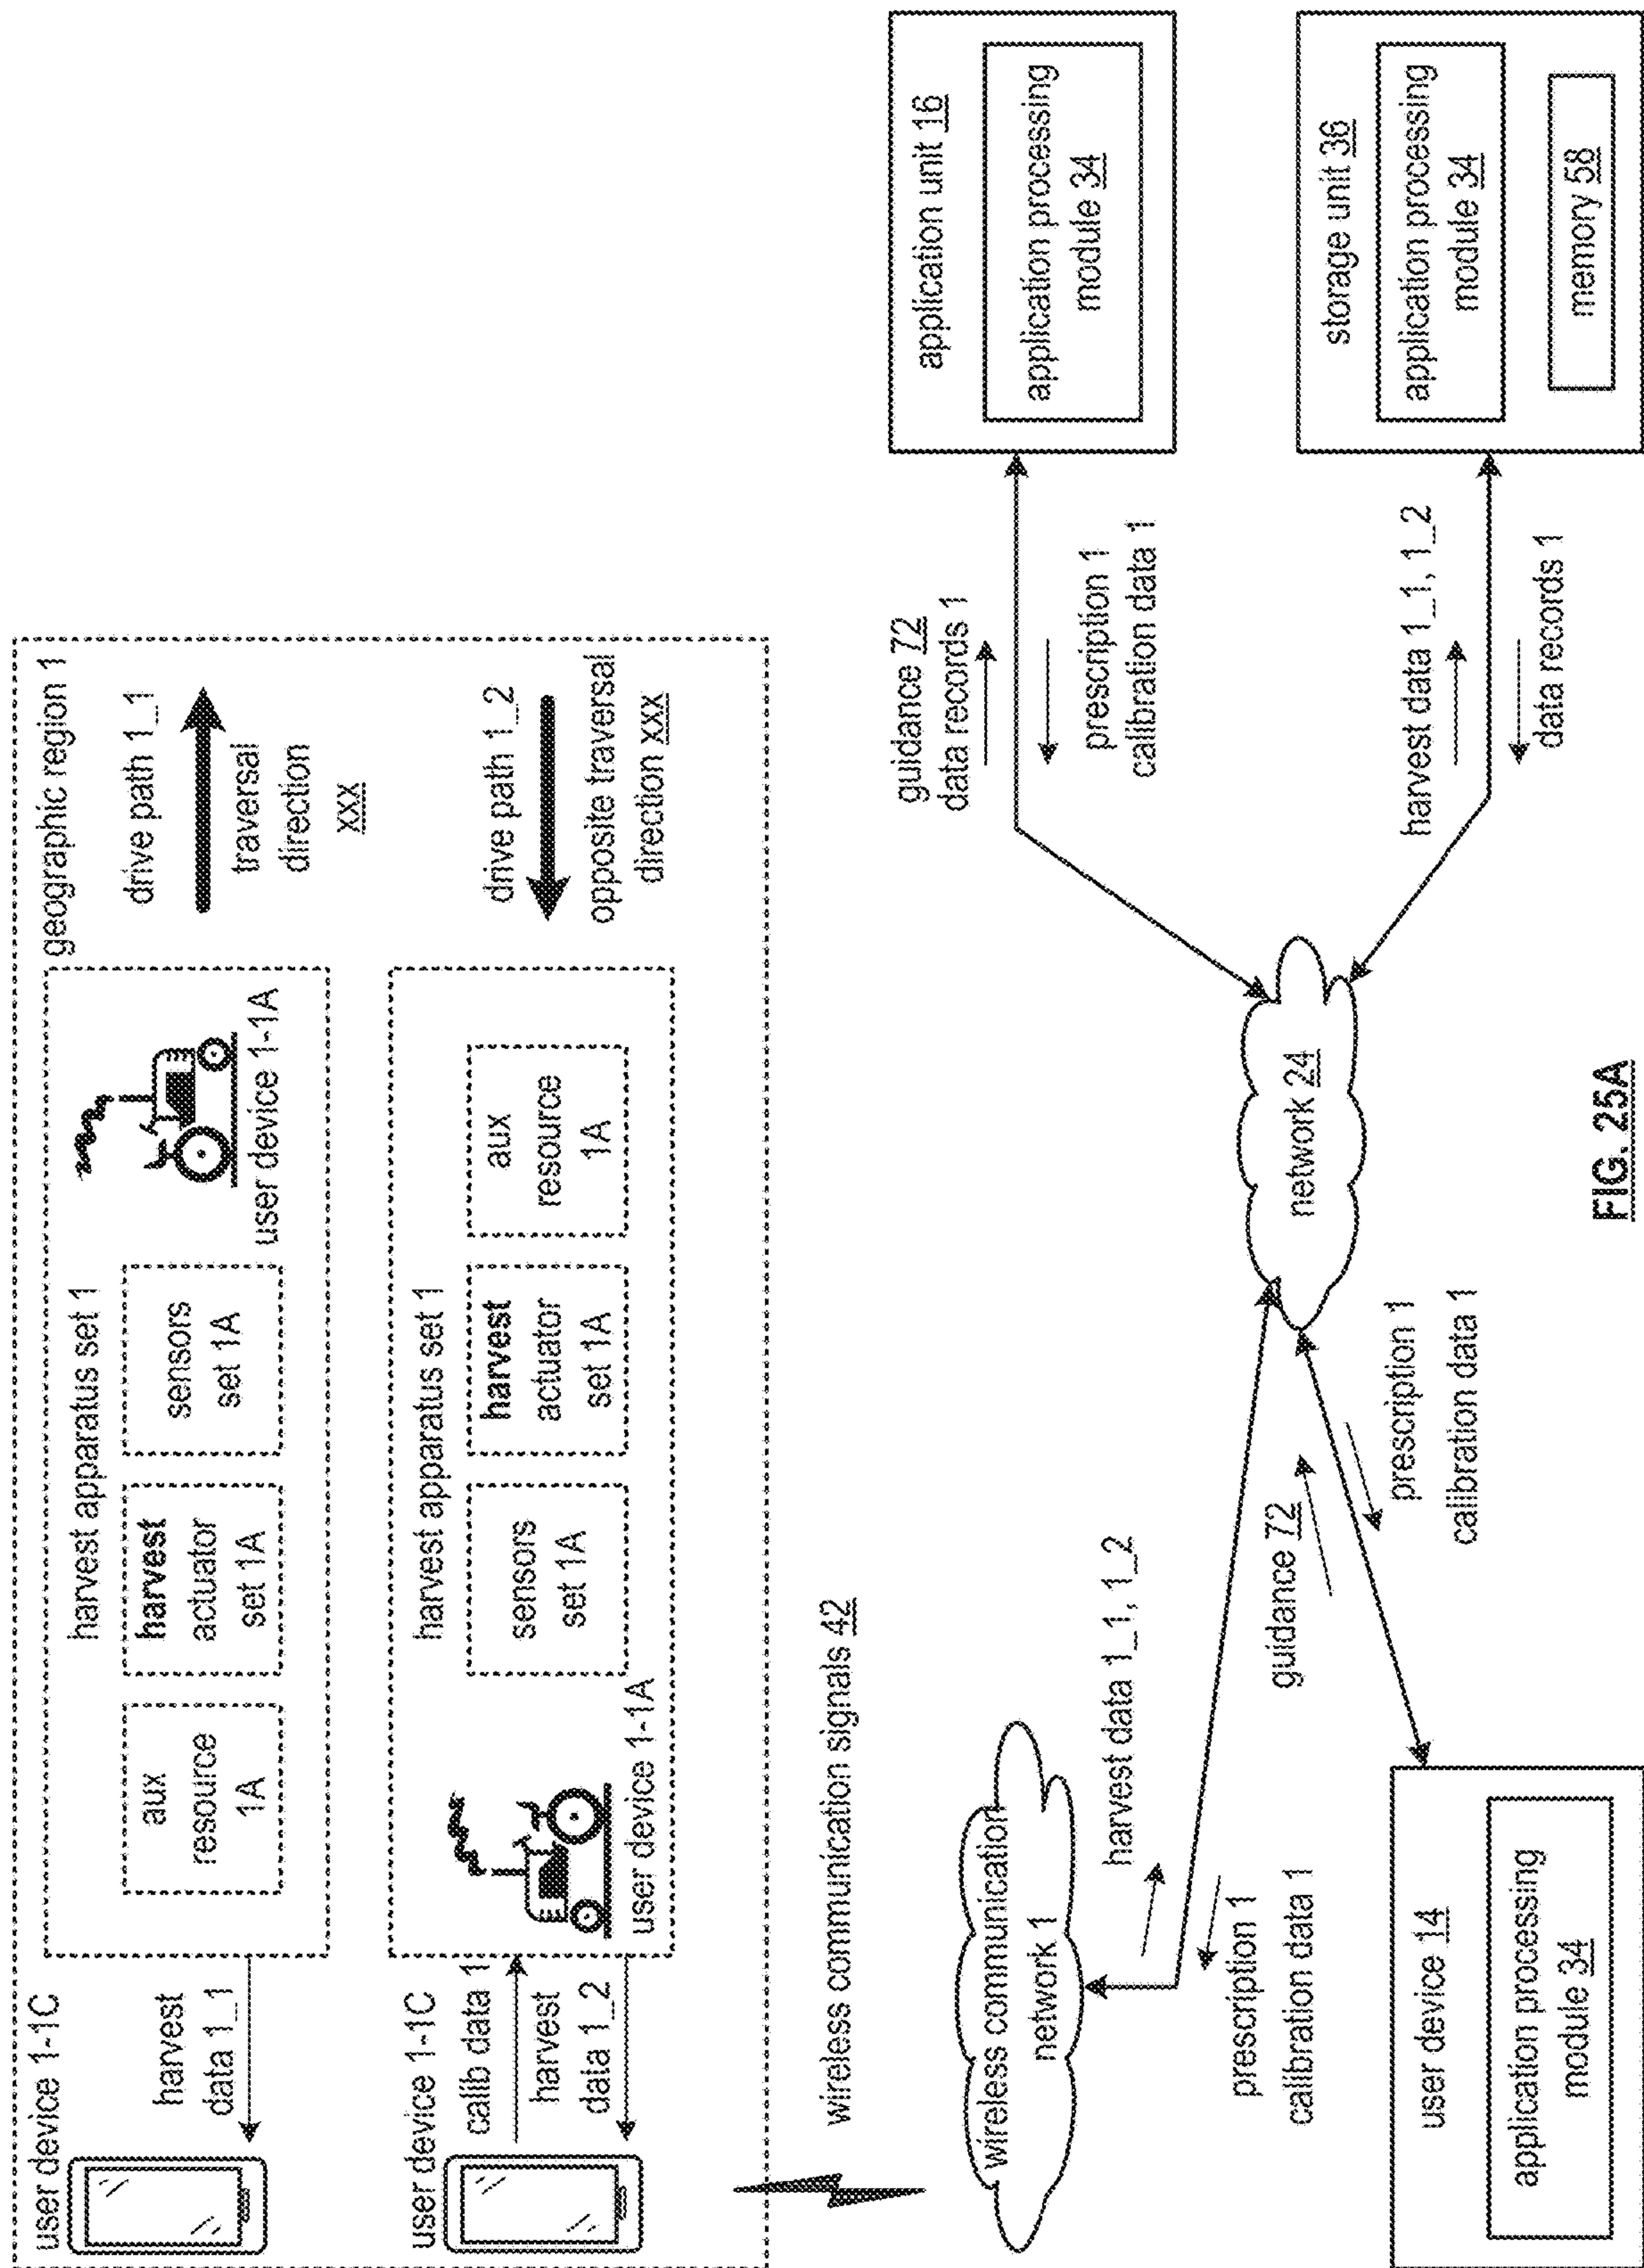 user device 1-1C
harvest
data 1_1
harvest apparatus set 1
aux
resource
1A
harvest
actuator
set 1A
sensors
set 1A
user device 1-1A
geographic region 1
drive path 1_1
traversal
direction
xxx
user device 1-1C
calib data 1
harvest
data 1_2
harvest apparatus set 1
user device 1-1A
sensors
set 1A
harvest
actuator
set 1A
aux
resource
1A
drive path 1_2
opposite traversal
direction xxx
wireless communication signals 42
wireless communication
network 1
harvest data 1_1, 1_2
prescription 1
calibration data 1
user device 14
application processing
module 34
guidance 72
prescription 1
calibration data 1
network 24
guidance 72
data records 1
prescription 1
calibration data 1
application unit 16
application processing
module 34
harvest data 1_1, 1_2
data records 1
storage unit 36
application processing
module 34
memory 58
FIG. 25A